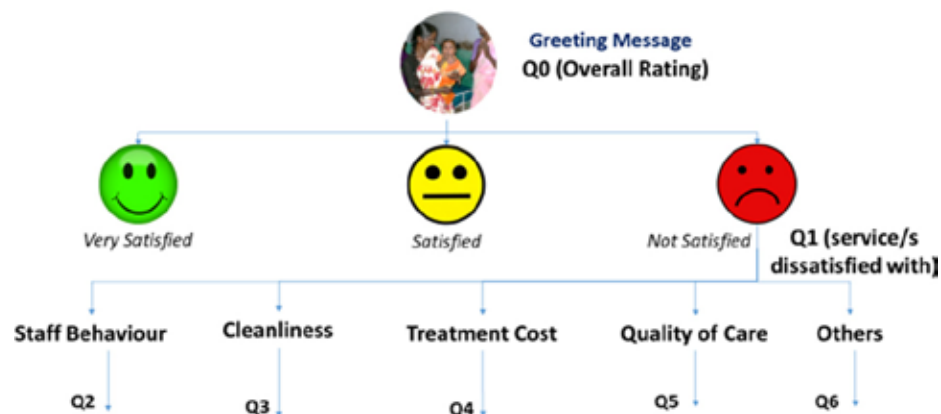 Greeting Message
Q0 (Overall Rating)
Very Satisfied
Satisfied
Not Satisfied
Q1 (service/s
dissatisfied with)
Staff Behaviour
Cleanliness
Treatment Cost
Quality of Care
Others
Q2
Q3
Q4
Q5
Q6